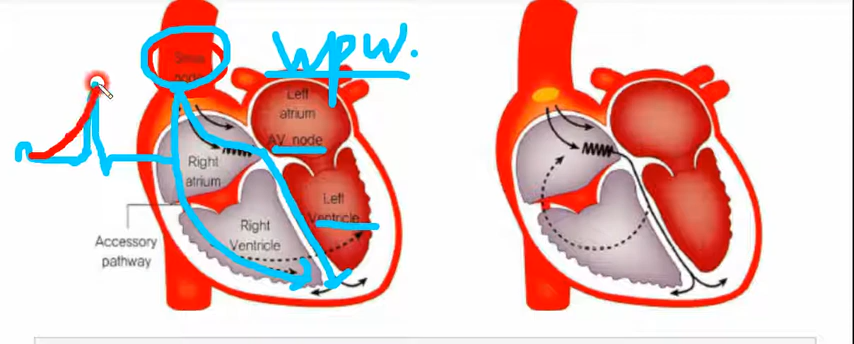 Sinus
node
wpw.
Left
atrium
AV node
Right
atrium
Left
Ventricle
Right
Ventricle
Accessory
pathway